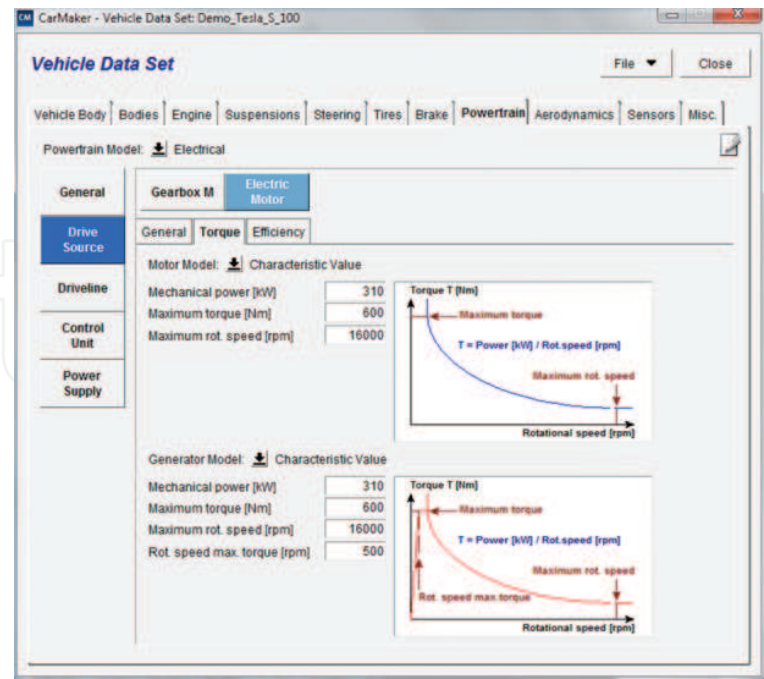 CM CarMaker - Vehicle Data Set: Demo_Tesla_S_100
Vehicle Data Set
File Close
Vehicle Body Bodies Engine Suspensions Steering Tires Brake Powertrain Aerodynamics Sensors Misc.
Powertrain Model: Electrical
General
Drive
Source
Driveline
Control
Unit
Power
Supply
Gearbox M
Electric
Motor
General Torque Efficiency
Motor Model: Characteristic Value
Mechanical power [kW] 310
Maximum torque [Nm] 600
Maximum rot. speed [rpm] 16000
Torque T [Nm]
Maximum torque
T = Power [kW] / Rot.speed [rpm]
Maximum rot. speed
Rotational speed [rpm]
Generator Model: Characteristic Value
Mechanical power [kW] 310
Maximum torque [Nm] 600
Maximum rot. speed [rpm] 16000
Rot. speed max. torque [rpm] 500
Torque T [Nm]
Maximum torque
T = Power [kW] / Rot.speed [rpm]
Maximum rot. speed
Rot. speed max.torque
Rotational speed [rpm]